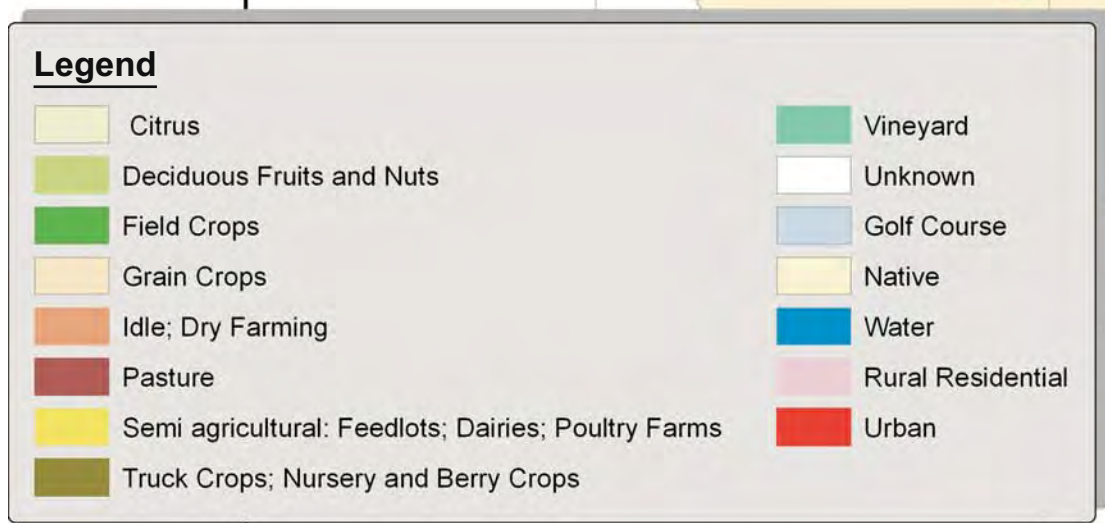 Legend
Citrus
Deciduous Fruits and Nuts
Field Crops
Grain Crops
Idle; Dry Farming
Pasture
Semi agricultural: Feedlots; Dairies; Poultry Farms
Truck Crops; Nursery and Berry Crops
Vineyard
Unknown
Golf Course
Native
Water
Rural Residential
Urban